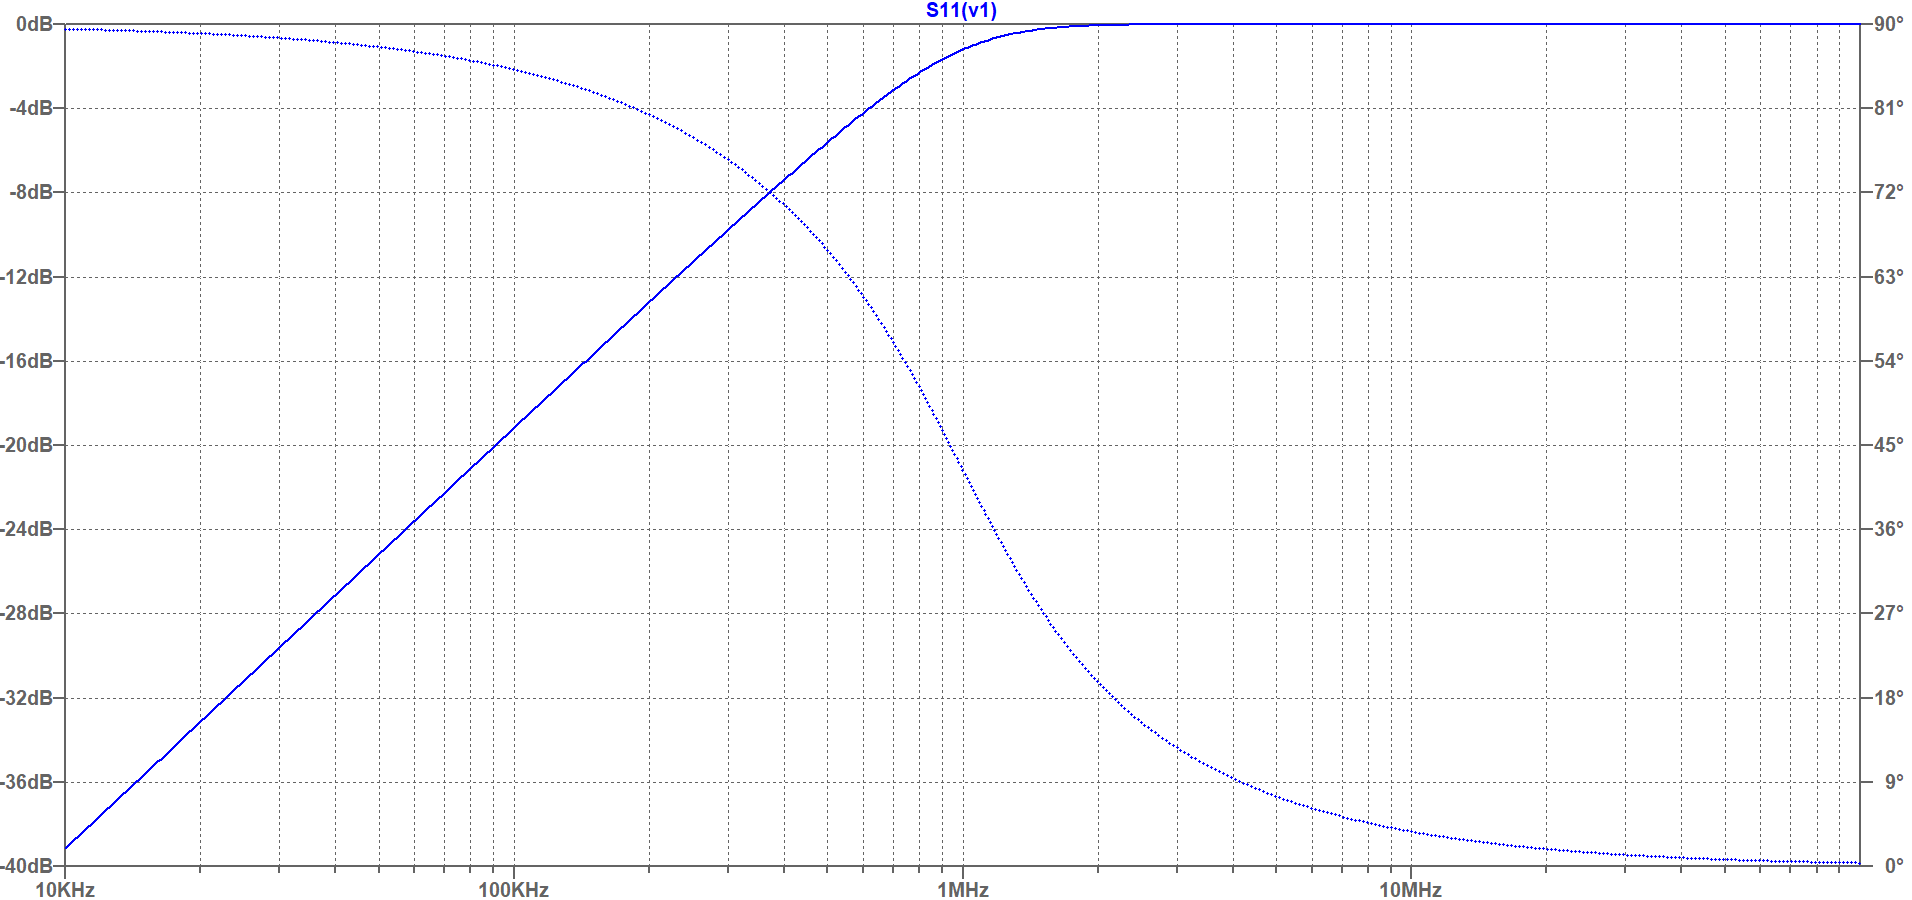 S11(v1)
0dB 90°
-4dB 81°
-8dB 72°
-12dB 63°
-16dB 54°
-20dB 45°
-24dB 36°
-28dB 27°
-32dB 18°
-36dB 9°
-40dB 0°
10KHz 100KHz 1MHz 10MHz